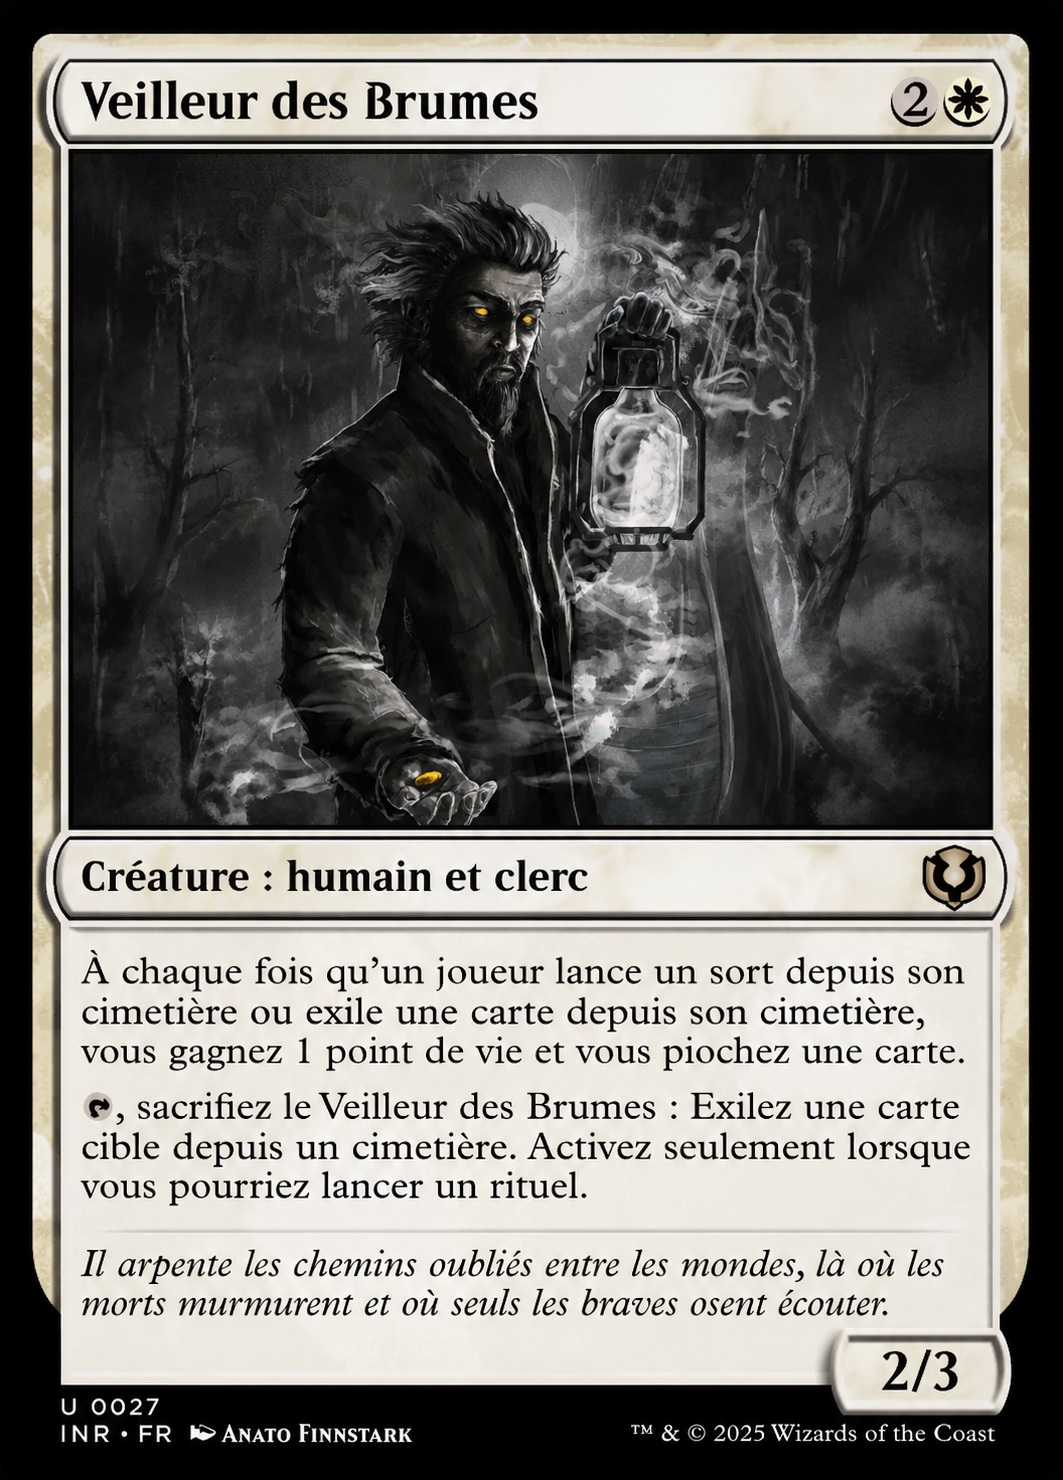 Veilleur des Brumes 2
Créature : humain et clerc
À chaque fois qu'un joueur lance un sort depuis son
cimetière ou exile une carte depuis son cimetière,
vous gagnez 1 point de vie et vous piochez une carte.
, sacrifiez le Veilleur des Brumes : Exilez une carte
cible depuis un cimetière. Activez seulement lorsque
vous pourriez lancer un rituel.
Il arpente les chemins oubliés entre les mondes, là où les
morts murmurent et où seuls les braves osent écouter.
2/3
U 0027
INR • FR Anato Finnstark
™ & © 2025 Wizards of the Coast